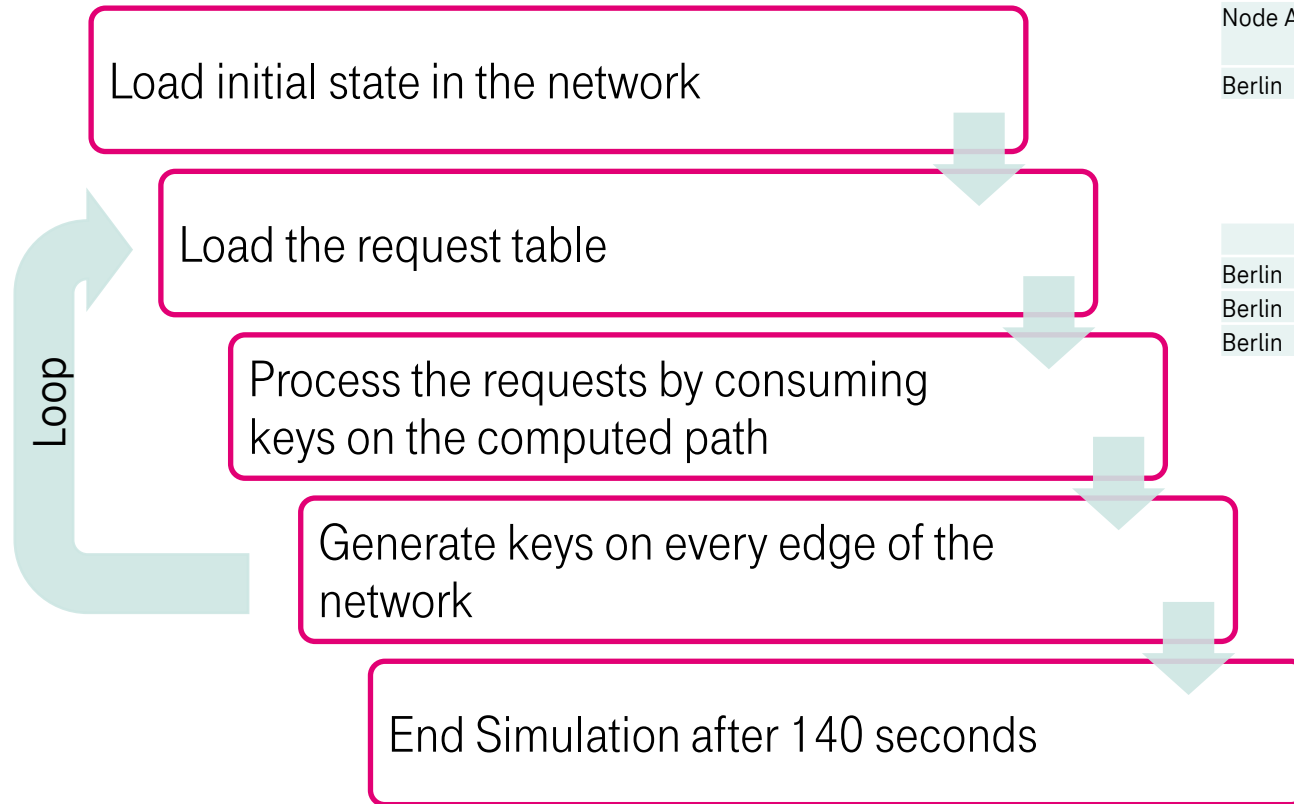 Load initial state in the network
Load the request table
Process the requests by consuming
keys on the computed path
Generate keys on every edge of the
network
End Simulation after 140 seconds
Loop
Node A
Berlin
Berlin
Berlin
Berlin